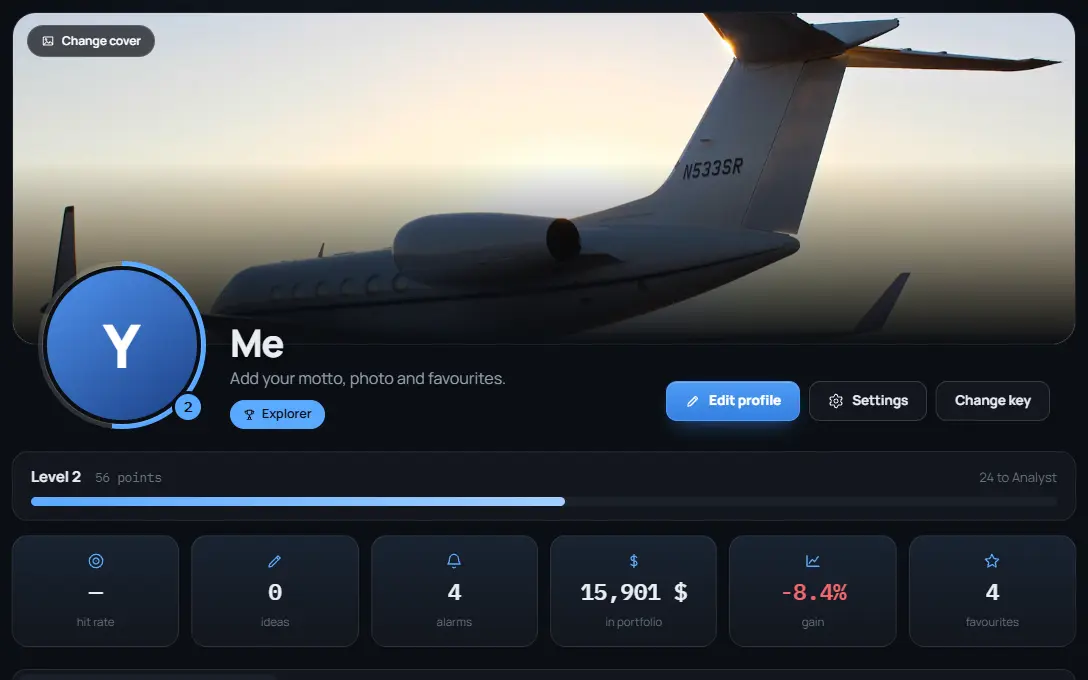 Change cover
N533SR
Y
2
Me
Add your motto, photo and favourites.
Explorer
Edit profile
Settings
Change key
Level 2
56 points
24 to Analyst
—
hit rate
0
ideas
4
alarms
$
15,901 $
in portfolio
-8.4%
gain
4
favourites